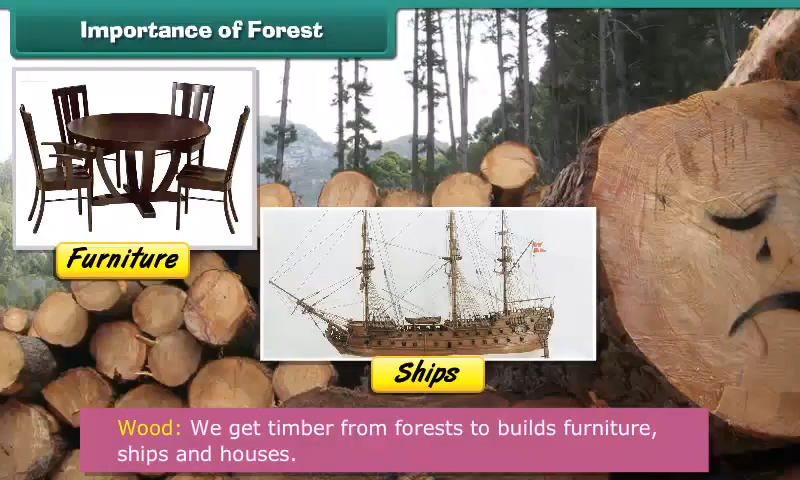 Importance of Forest
Furniture
Ships
Wood: We get timber from forests to builds furniture,
ships and houses.